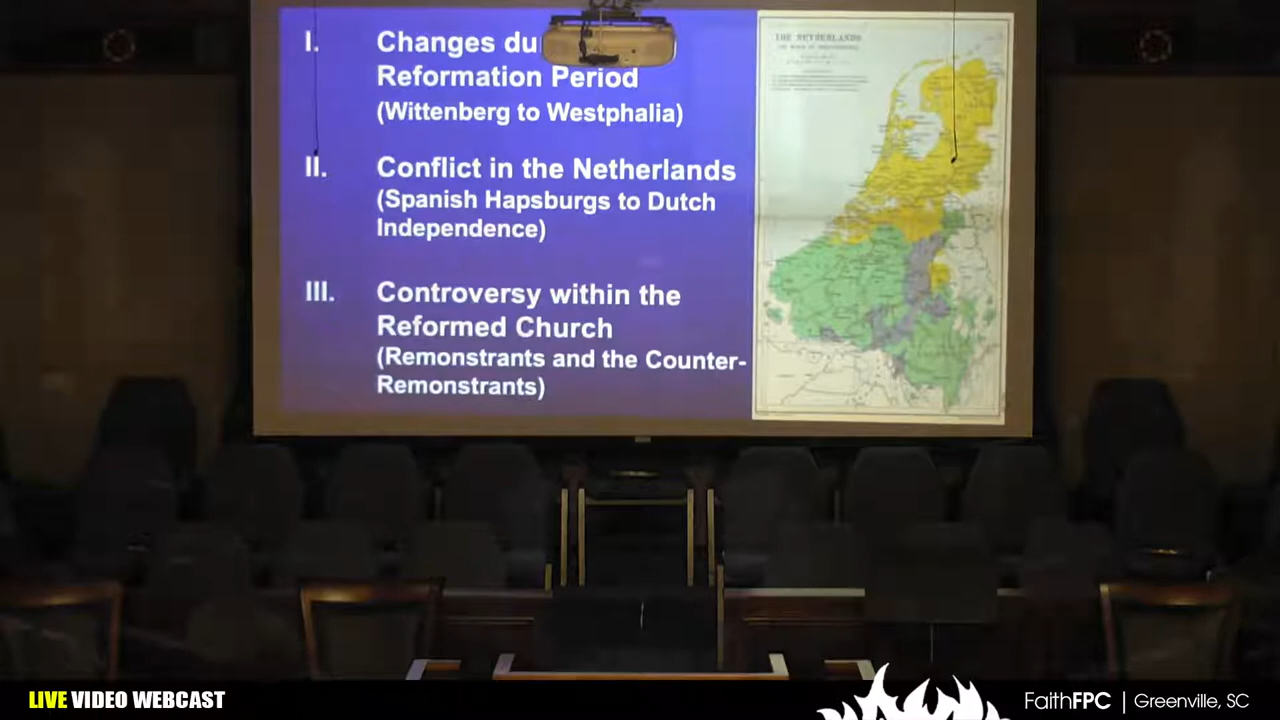 I. Changes du
Reformation Period
(Wittenberg to Westphalia)
II. Conflict in the Netherlands
(Spanish Hapsburgs to Dutch
Independence)
III. Controversy within the
Reformed Church
(Remonstrants and the Counter-
Remonstrants)
THE NETHERLANDS
LIVE VIDEO WEBCAST
FaithFPC | Greenville, SC